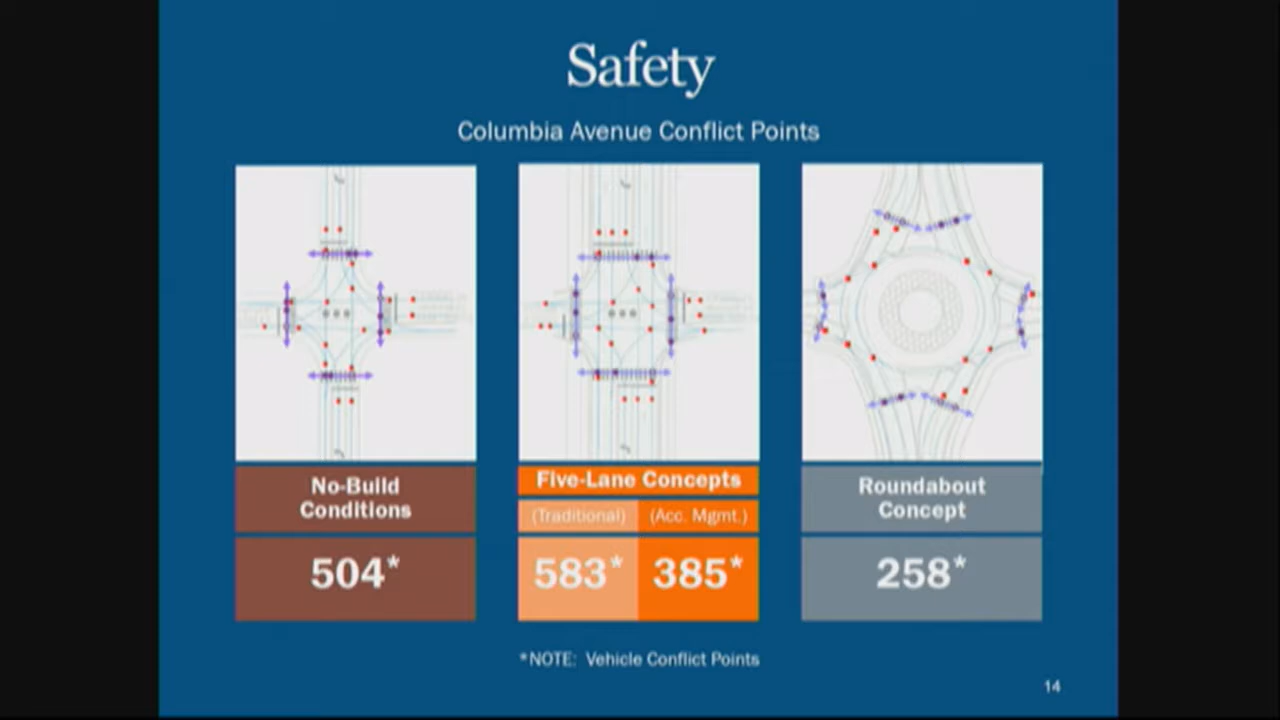 Safety
Columbia Avenue Conflict Points
No-Build
Conditions
504*
Five-Lane Concepts
(Traditional) (Acc. Mgmt.)
583* 385*
Roundabout
Concept
258*
*NOTE: Vehicle Conflict Points
14